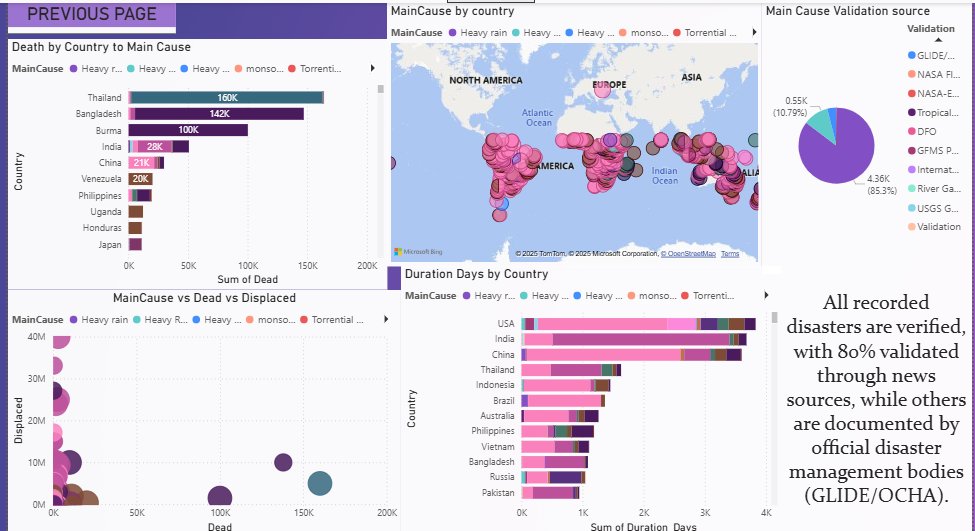 PREVIOUS PAGE
Death by Country to Main Cause
MainCause Heavy r... Heavy ... Heavy ... monso... Torrenti...
Country
Thailand 160K
Bangladesh 142K
Burma 100K
India 28K
China 21K
Venezuela 20K
Philippines
Uganda
Honduras
Japan
0K 50K 100K 150K 200K
Sum of Dead
MainCause by country
MainCause Heavy rain Heavy ... Heavy ... monso... Torrential ...
NORTH AMERICA
EUROPE
ASIA
Atlantic
Ocean
AMERICA
Indian
Ocean
ALIA
Microsoft Bing
© 2025 TomTom, © 2025 Microsoft Corporation, © OpenStreetMap Terms
Main Cause Validation source
Validation
GLIDE/...
NASA Fl...
NASA-E...
Tropical...
DFO
GFMS P...
Internat...
River Ga...
USGS G...
Validation
0.55K
(10.79%)
4.36K
(85.3%)
MainCause vs Dead vs Displaced
MainCause Heavy rain Heavy R... Heavy ... monso... Torrential ...
Displaced
40M
30M
20M
10M
0M
0K 50K 100K 150K 200K
Dead
Duration Days by Country
MainCause Heavy r... Heavy ... Heavy ... monso... Torrenti...
Country
USA
India
China
Thailand
Indonesia
Brazil
Australia
Philippines
Vietnam
Bangladesh
Russia
Pakistan
0K 1K 2K 3K 4K
Sum of Duration_Days
All recorded
disasters are verified,
with 80% validated
through news
sources, while others
are documented by
official disaster
management bodies
(GLIDE/OCHA).